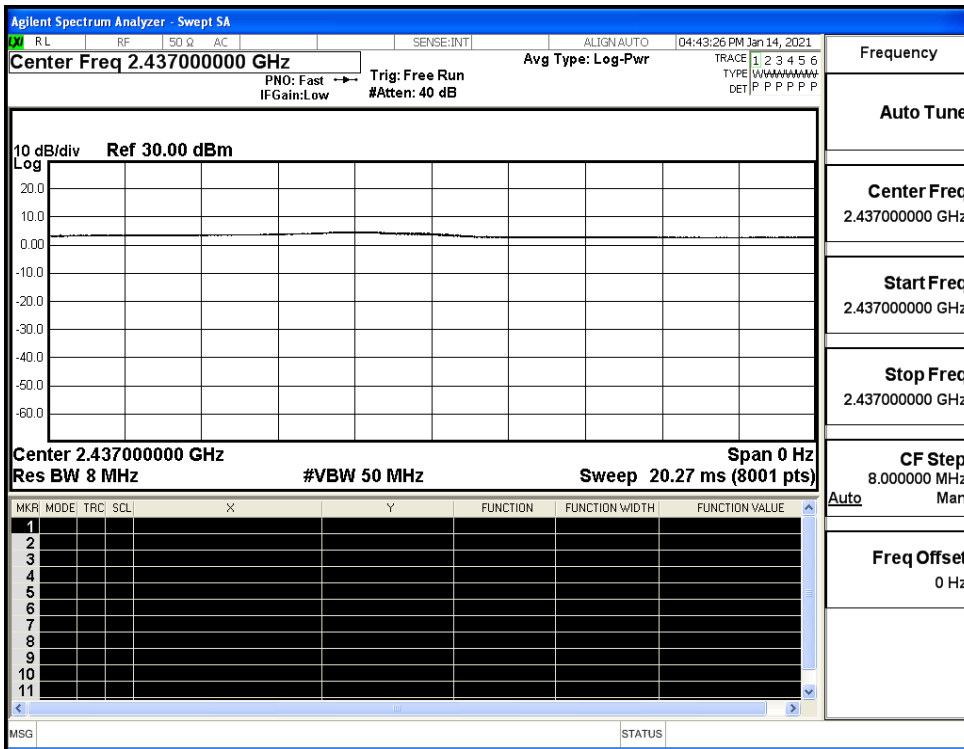 Agilent Spectrum Analyzer - Swept SA
LXI RL RF 50 Ω AC SENSE:INT ALIGN AUTO 04:43:26 PM Jan 14, 2021
Center Freq 2.437000000 GHz Avg Type: Log-Pwr TRACE 1 2 3 4 5 6
PNO: Fast Trig: Free Run TYPE WWWWWW
IFGain:Low #Atten: 40 dB DET P P P P P P
10 dB/div Ref 30.00 dBm
Log
20.0
10.0
0.00
-10.0
-20.0
-30.0
-40.0
-50.0
-60.0
Center 2.437000000 GHz Span 0 Hz
Res BW 8 MHz #VBW 50 MHz Sweep 20.27 ms (8001 pts)
MKR MODE TRC SCL X Y FUNCTION FUNCTION WIDTH FUNCTION VALUE
1
2
3
4
5
6
7
8
9
10
11
MSG STATUS
Frequency
Auto Tune
Center Freq
2.437000000 GHz
Start Freq
2.437000000 GHz
Stop Freq
2.437000000 GHz
CF Step
8.000000 MHz
Auto Man
Freq Offset
0 Hz